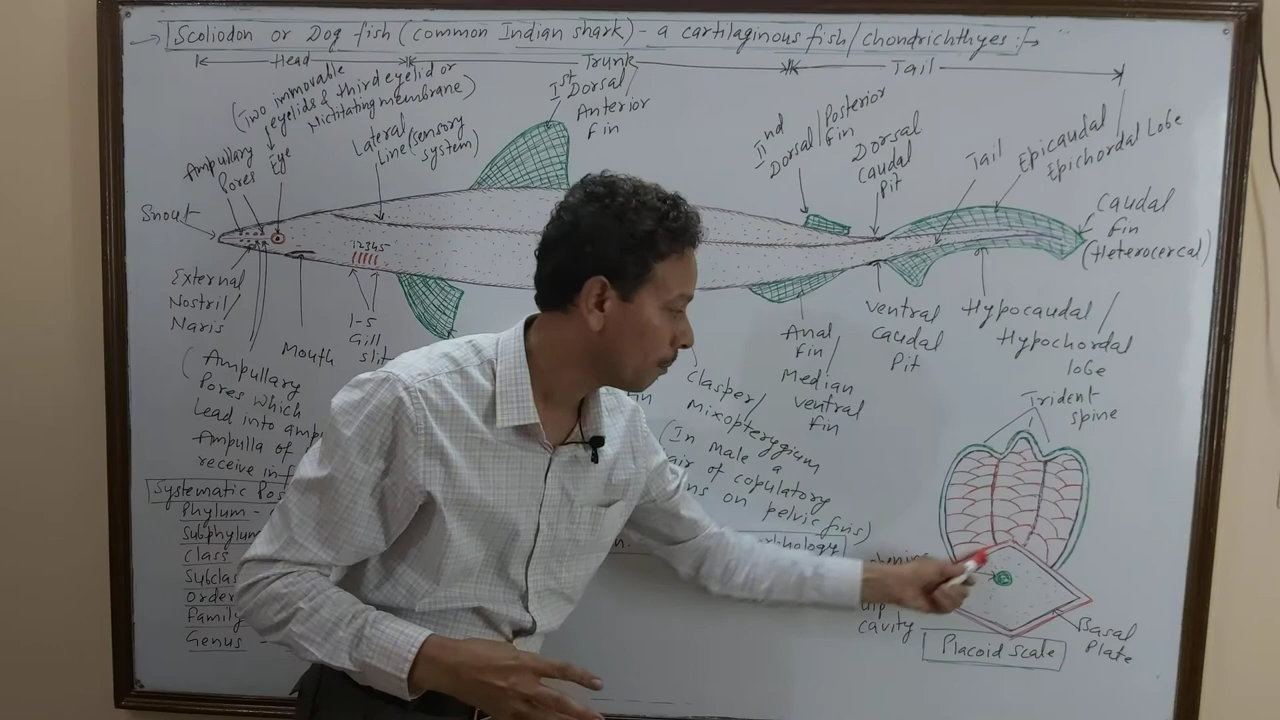 Scoliodon or Dog fish (common Indian shark) - a cartilaginous fish/chondrichthyes :-
Head
Trunk
Tail
(Two immovable
eyelids & third eyelid or
Nictitating membrane)
Ampullary
Pores
Eye
Lateral
Line (sensory
system)
Ist Dorsal/
Anterior
Fin
IInd
Dorsal/Posterior
fin
Dorsal
Caudal
Pit
Tail
Epicaudal/
Epichordal Lobe
Caudal
fin
(Heterocercal)
Snout
12345
External
Nostril/
Naris
Mouth
1-5
Gill
slit
(Ampullary
Pores which
Lead into
Ampulla of
receive
Clasper/
Mixopterygium
(In male a
of copulatory
on pelvic fins)
Anal
fin/
Median
ventral
fin
Ventral
Caudal
Pit
Hypocaudal/
Hypochordal
lobe
Trident
spine
Systematic
Phylum -
Subphylum
Class
Order
Family
Genus -
cavity
Basal
Plate
Placoid Scale